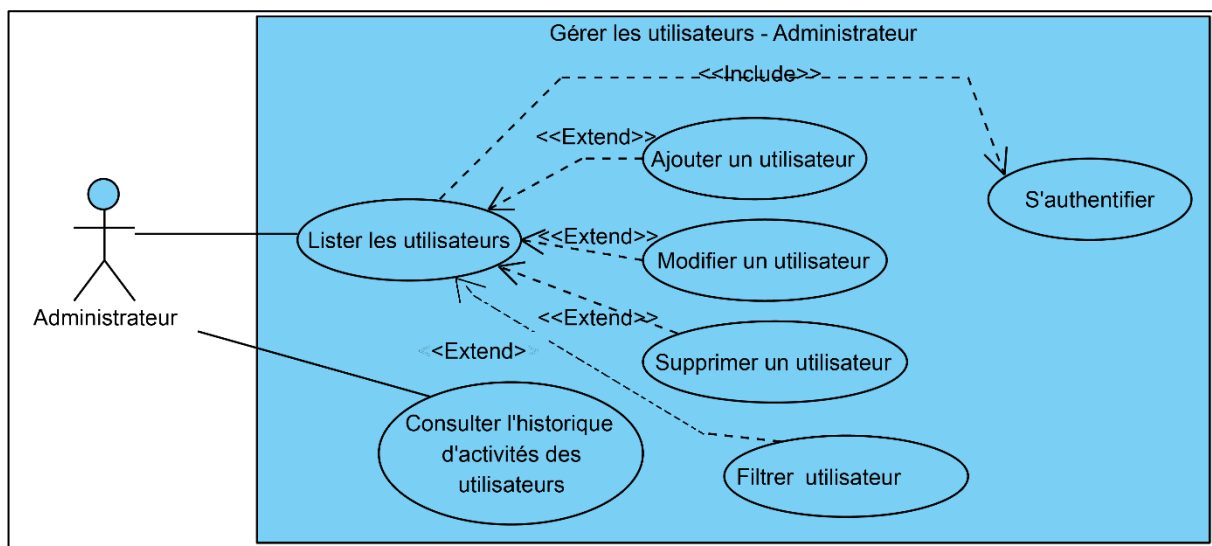 Gérer les utilisateurs - Administrateur
<<Include>>
<<Extend>>
Ajouter un utilisateur
S'authentifier
Lister les utilisateurs
<<Extend>>
Modifier un utilisateur
Administrateur
<<Extend>>
<<Extend>>
Supprimer un utilisateur
Consulter l'historique
d'activités des
utilisateurs
Filtrer utilisateur